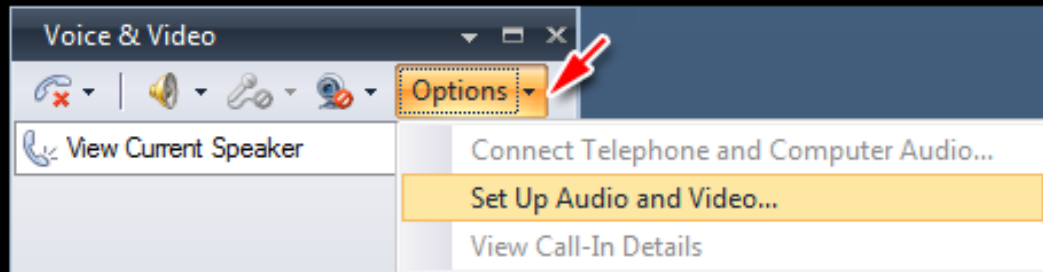 Voice & Video
Options
View Current Speaker
Connect Telephone and Computer Audio...
Set Up Audio and Video...
View Call-In Details